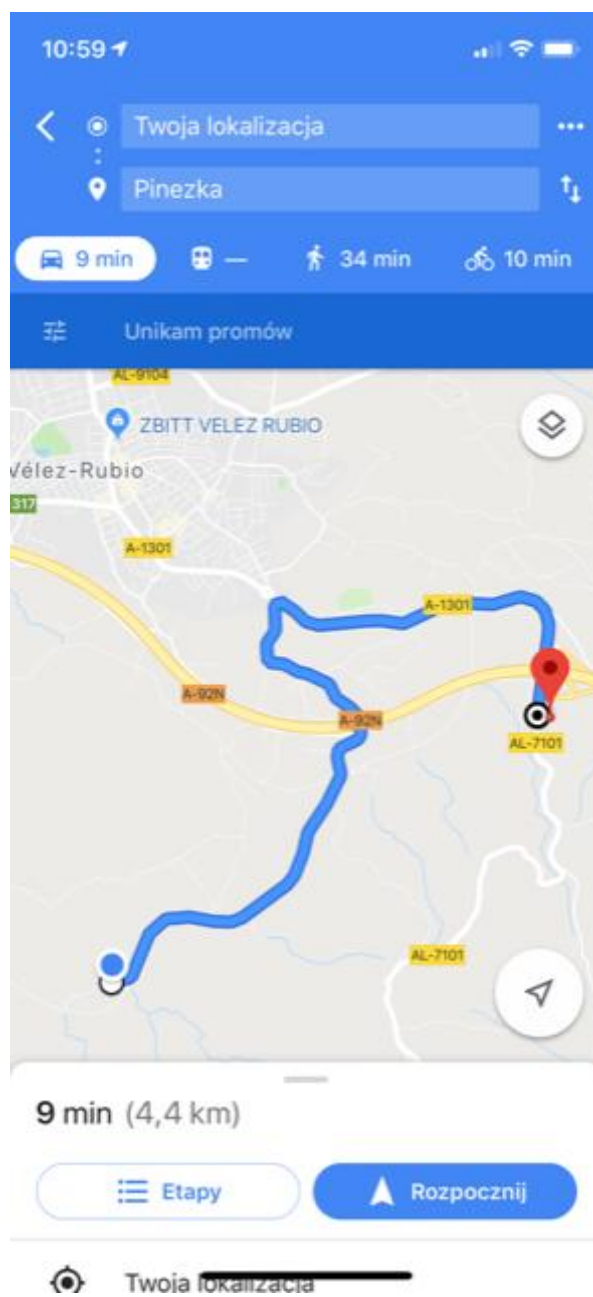 10:59
Twoja lokalizacja
Pinezka
9 min
—
34 min
10 min
Unikam promów
AL-9104
ZBITT VELEZ RUBIO
Vélez-Rubio
317
A-1301
A-1301
A-92N
A-92N
AL-7101
AL-7101
9 min (4,4 km)
Etapy
Rozpocznij
Twoja lokalizacja